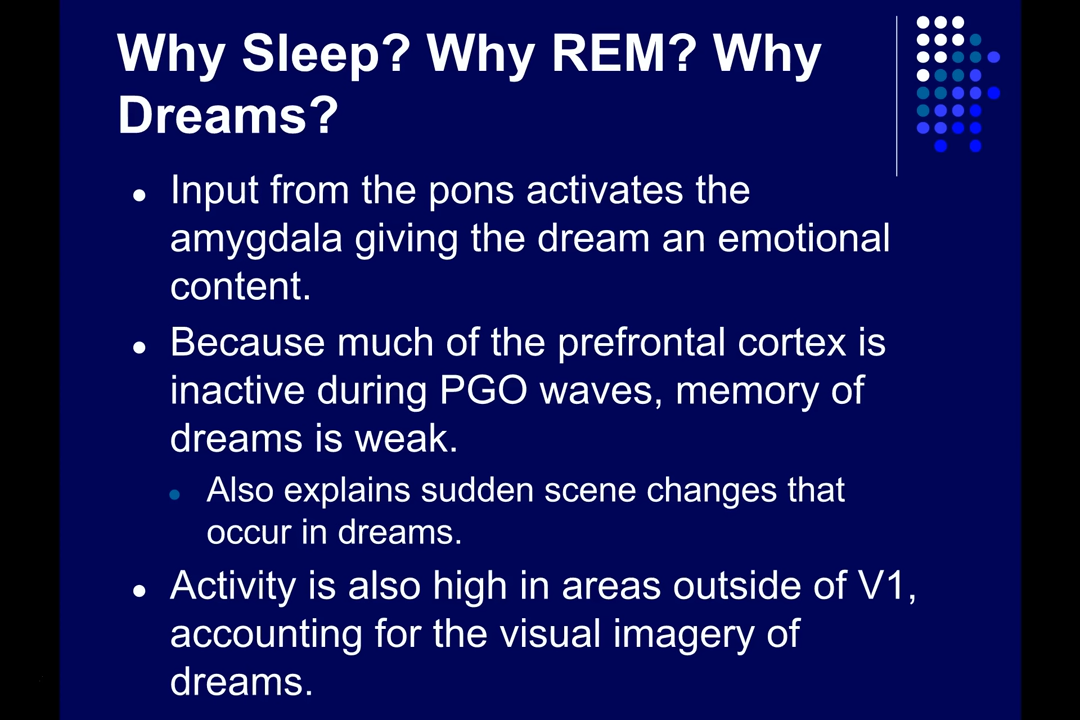 Why Sleep? Why REM? Why
Dreams?
Input from the pons activates the
amygdala giving the dream an emotional
content.
Because much of the prefrontal cortex is
inactive during PGO waves, memory of
dreams is weak.
Also explains sudden scene changes that
occur in dreams.
Activity is also high in areas outside of V1,
accounting for the visual imagery of
dreams.